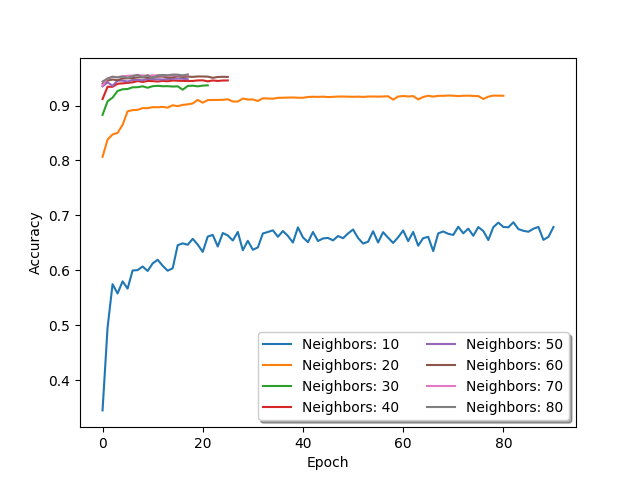 0.9
0.8
0.7
0.6
0.5
0.4
Accuracy
Neighbors: 10
Neighbors: 20
Neighbors: 30
Neighbors: 40
Neighbors: 50
Neighbors: 60
Neighbors: 70
Neighbors: 80
0 20 40 60 80
Epoch